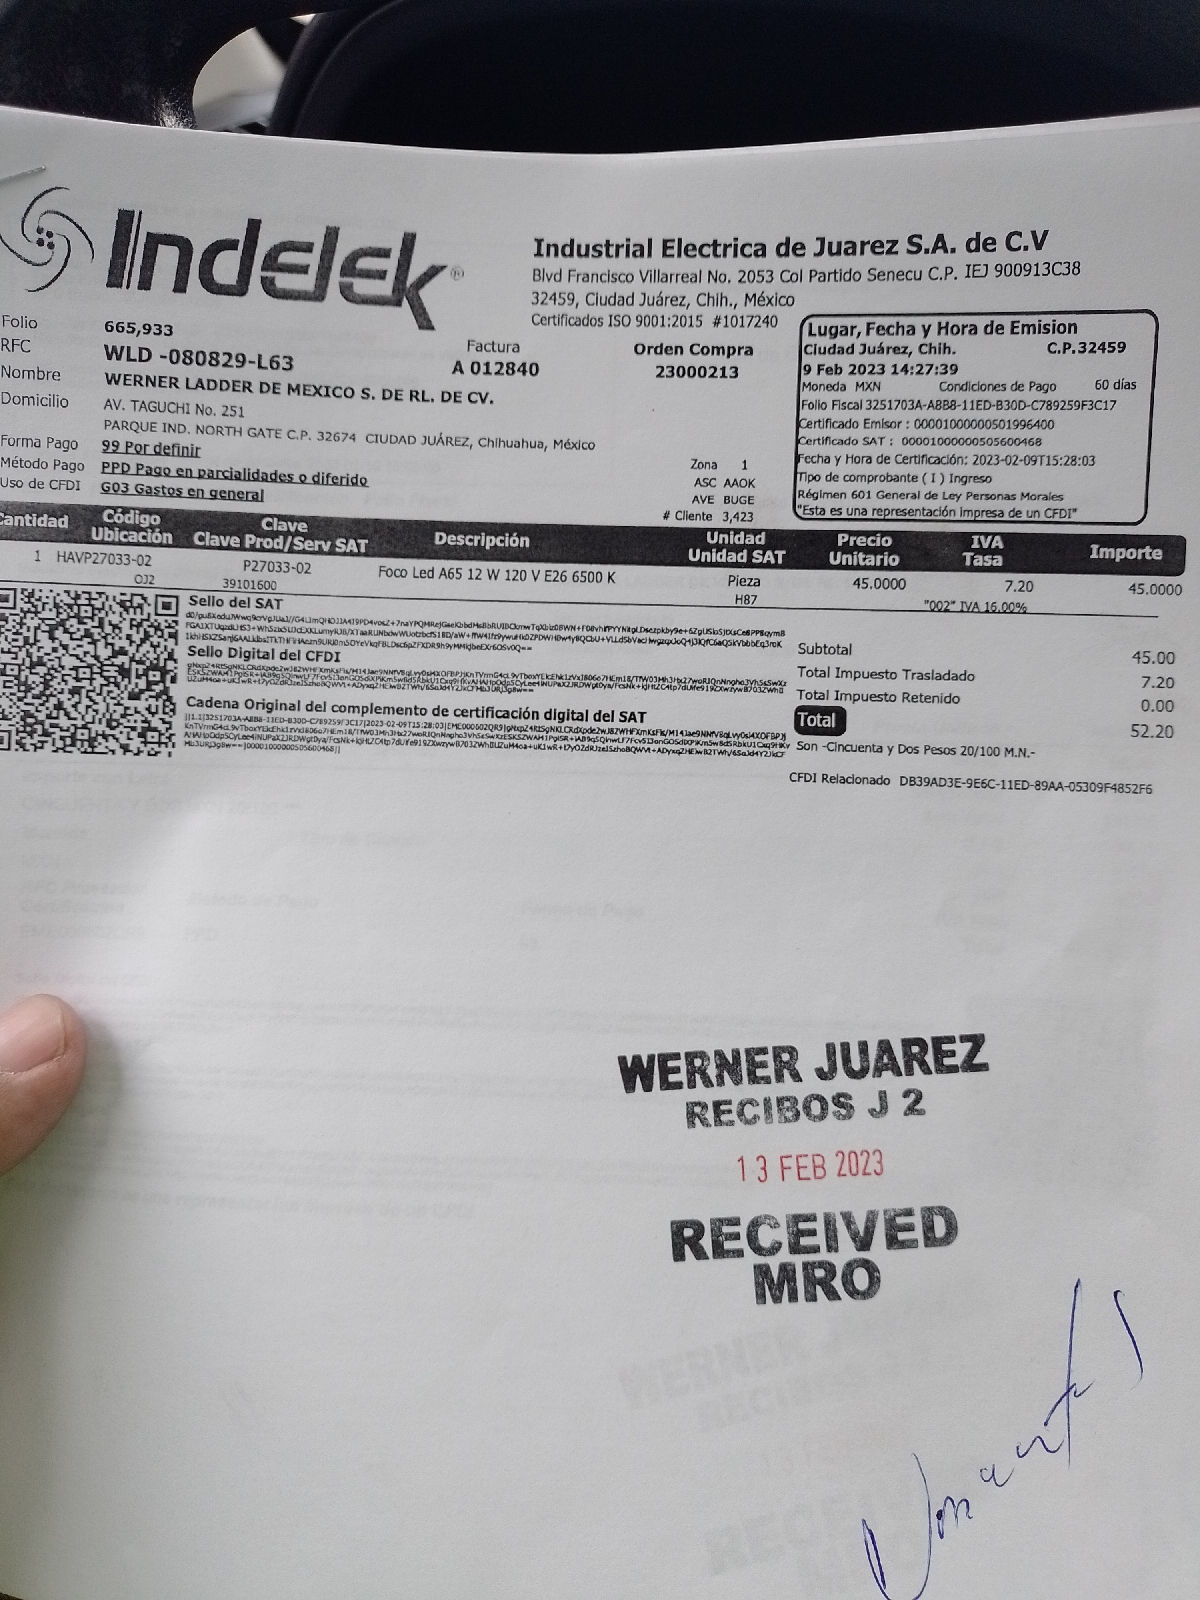 Indelek®
Industrial Electrica de Juarez S.A. de C.V
Blvd Francisco Villarreal No. 2053 Col Partido Senecu C.P. IEJ 900913C38
32459, Ciudad Juárez, Chih., México
Certificados ISO 9001:2015 #1017240
Folio 665,933
RFC WLD -080829-L63
Nombre WERNER LADDER DE MEXICO S. DE RL. DE CV.
Domicilio AV. TAGUCHI No. 251
PARQUE IND. NORTH GATE C.P. 32674 CIUDAD JUÁREZ, Chihuahua, México
Forma Pago 99 Por definir
Método Pago PPD Pago en parcialidades o diferido
Uso de CFDI G03 Gastos en general
Factura
A 012840
Orden Compra
23000213
Zona 1
ASC AAOK
AVE BUGE
# Cliente 3,423
Lugar, Fecha y Hora de Emision
Ciudad Juárez, Chih. C.P.32459
9 Feb 2023 14:27:39
Moneda MXN Condiciones de Pago 60 días
Folio Fiscal 3251703A-A8B8-11ED-B30D-C789259F3C17
Certificado Emisor : 00001000000501996400
Certificado SAT : 00001000000505600468
Fecha y Hora de Certificación: 2023-02-09T15:28:03
Tipo de comprobante ( I ) Ingreso
Régimen 601 General de Ley Personas Morales
"Esta es una representación impresa de un CFDI"
Cantidad Código Ubicación Clave Clave Prod/Serv SAT Descripción Unidad Unidad SAT Precio Unitario IVA Tasa Importe
1 HAVP27033-02 P27033-02 Foco Led A65 12 W 120 V E26 6500 K Pieza 45.0000 7.20 45.0000
OJ2 39101600 H87 "002" IVA 16.00%
Sello del SAT
Sello Digital del CFDI
Cadena Original del complemento de certificación digital del SAT
Subtotal 45.00
Total Impuesto Trasladado 7.20
Total Impuesto Retenido 0.00
Total 52.20
Son -Cincuenta y Dos Pesos 20/100 M.N.-
CFDI Relacionado DB39AD3E-9E6C-11ED-89AA-05309F4852F6
WERNER JUAREZ
RECIBOS J 2
13 FEB 2023
RECEIVED
MRO